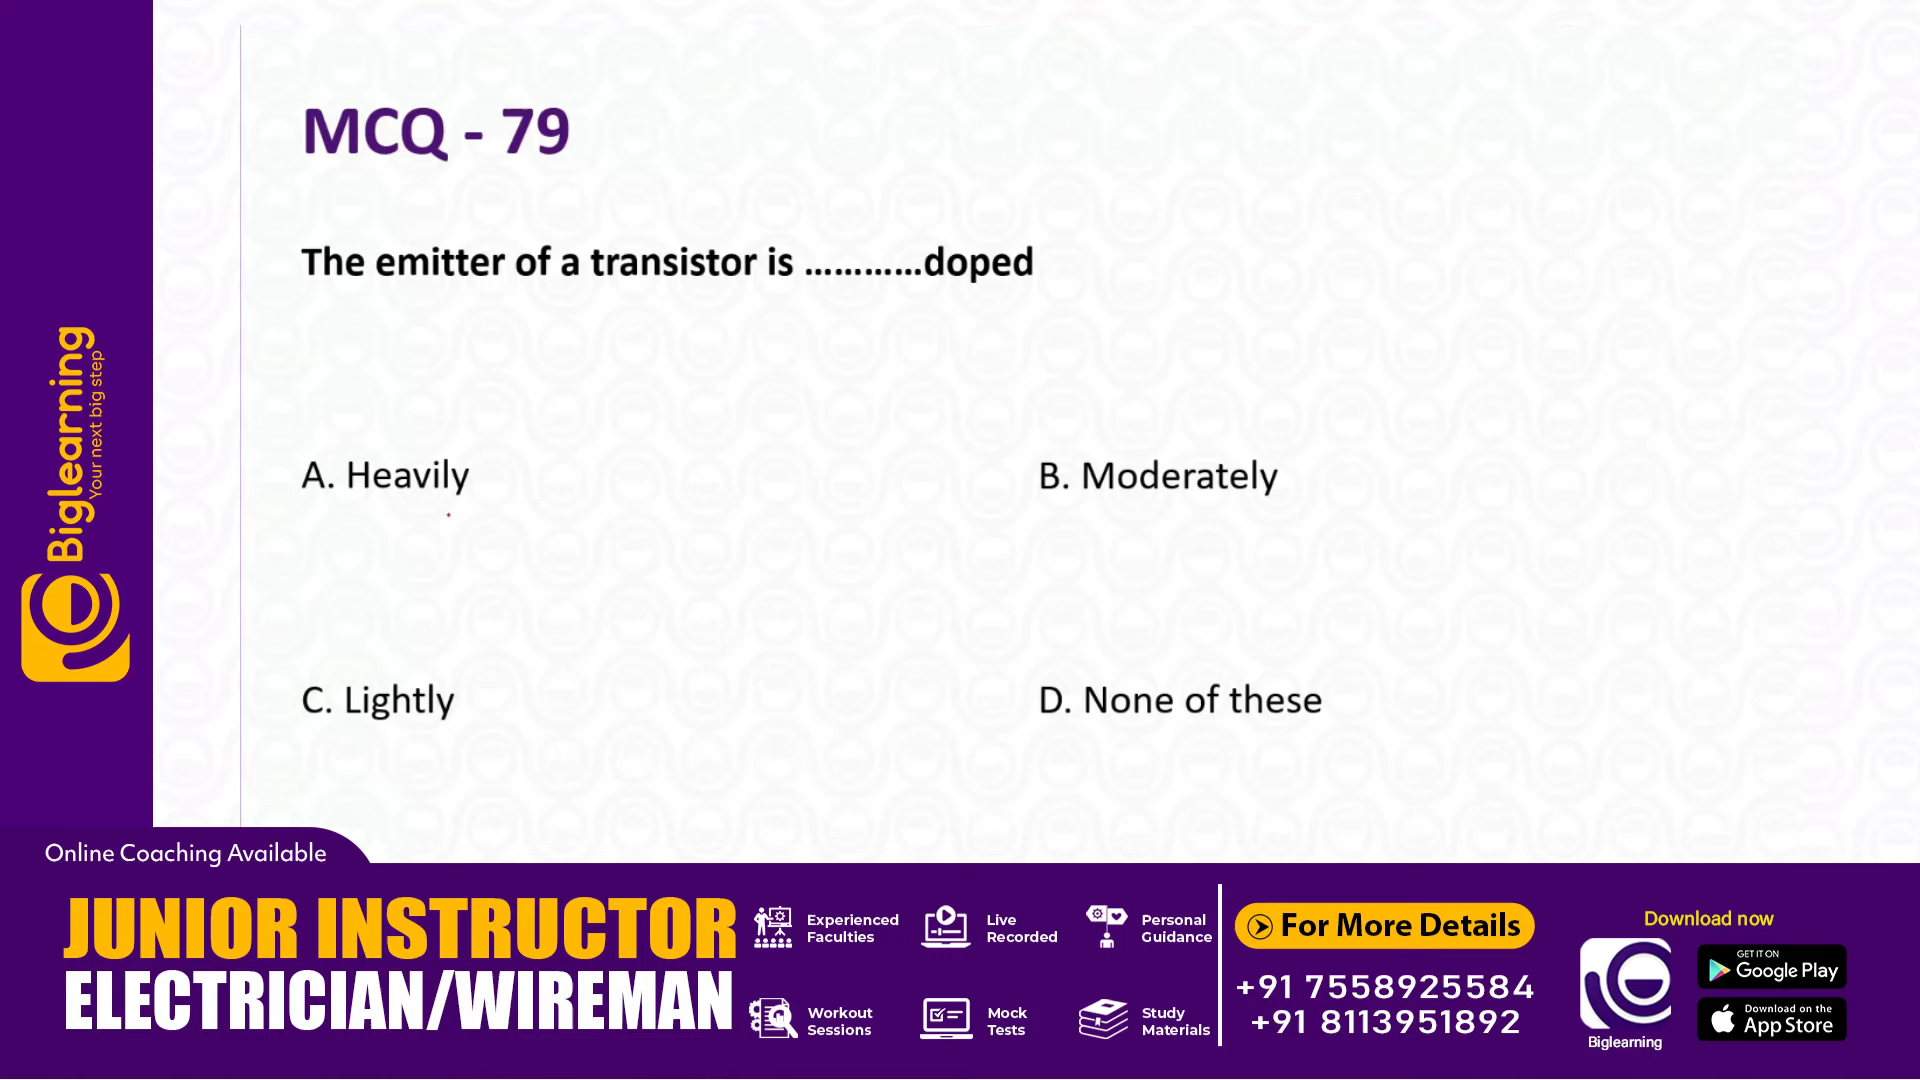 MCQ - 79
The emitter of a transistor is ............doped
A. Heavily
B. Moderately
C. Lightly
D. None of these
Biglearning
Your next big step
Online Coaching Available
JUNIOR INSTRUCTOR
ELECTRICIAN/WIREMAN
Experienced
Faculties
Live
Recorded
Personal
Guidance
Workout
Sessions
Mock
Tests
Study
Materials
For More Details
+91 7558925584
+91 8113951892
Download now
Biglearning
GET IT ON
Google Play
Download on the
App Store